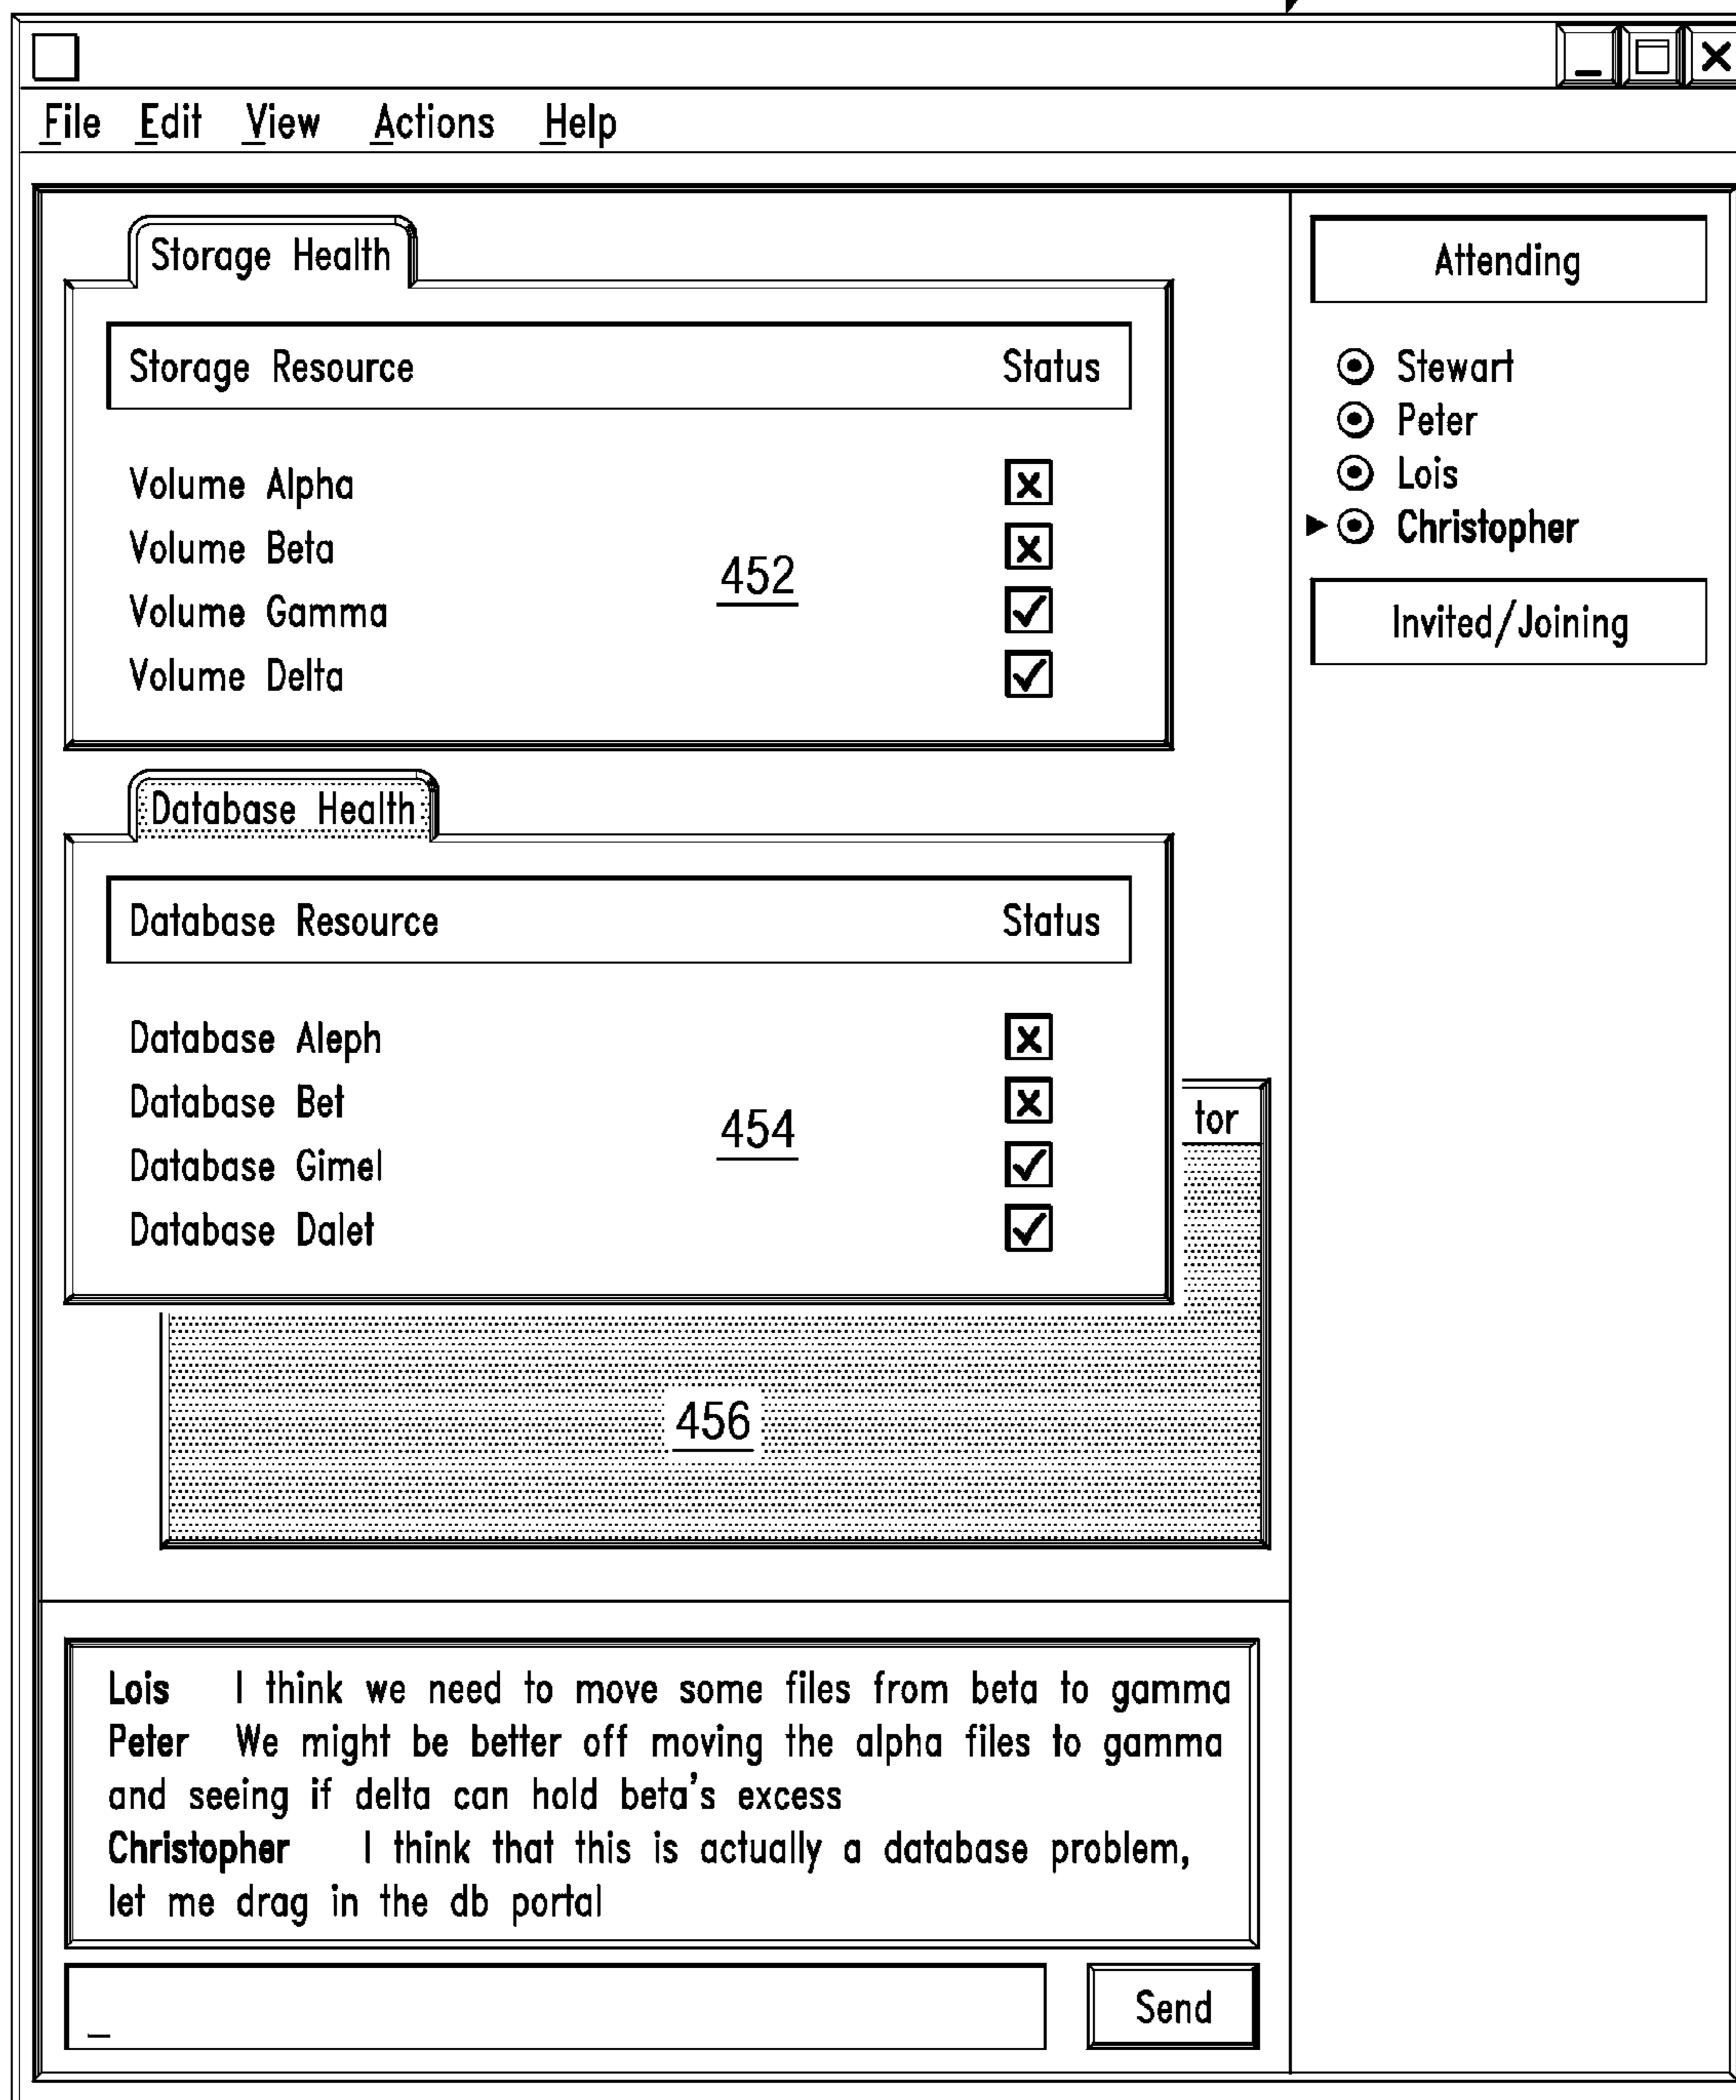 File Edit View Actions Help
Storage Health
Storage Resource Status
Volume Alpha
Volume Beta
452
Volume Gamma
Volume Delta
Database Health
Database Resource Status
Database Aleph
Database Bet
454
Database Gimel
Database Dalet
tor
456
Attending
Stewart
Peter
Lois
Christopher
Invited/Joining
Lois I think we need to move some files from beta to gamma
Peter We might be better off moving the alpha files to gamma
and seeing if delta can hold beta's excess
Christopher I think that this is actually a database problem,
let me drag in the db portal
_
Send